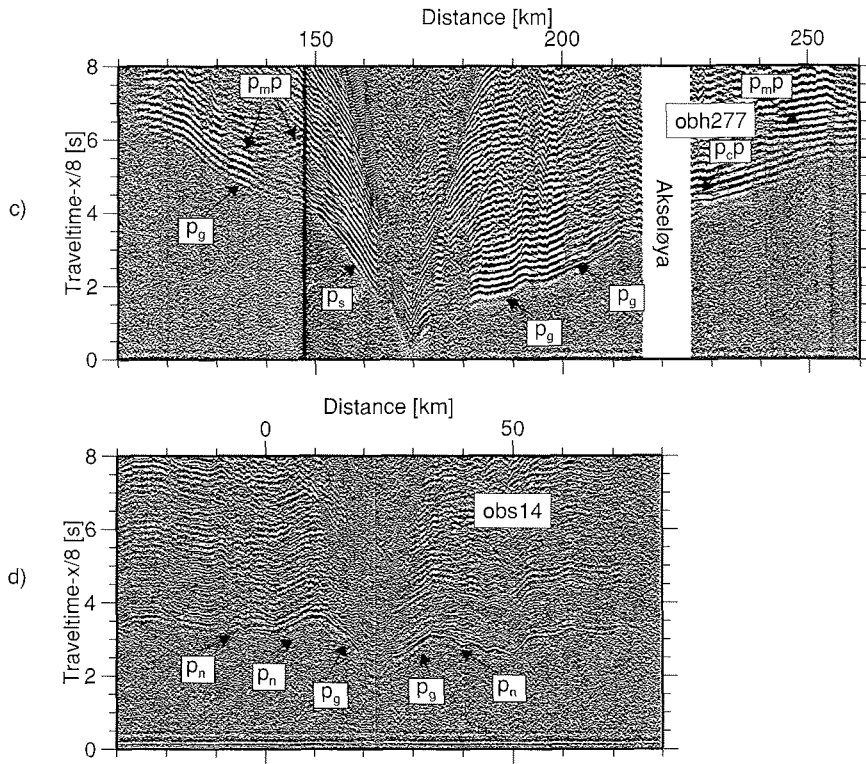 Distance [km]
150 200 250
c)
Traveltime-x/8 [s]
8
6
4
2
0
pmp
pmp
obh277
pcp
pg
Akseløya
ps
pg
pg
Distance [km]
0 50
d)
Traveltime-x/8 [s]
8
6
4
2
0
obs14
pn
pn
pg
pg
pn